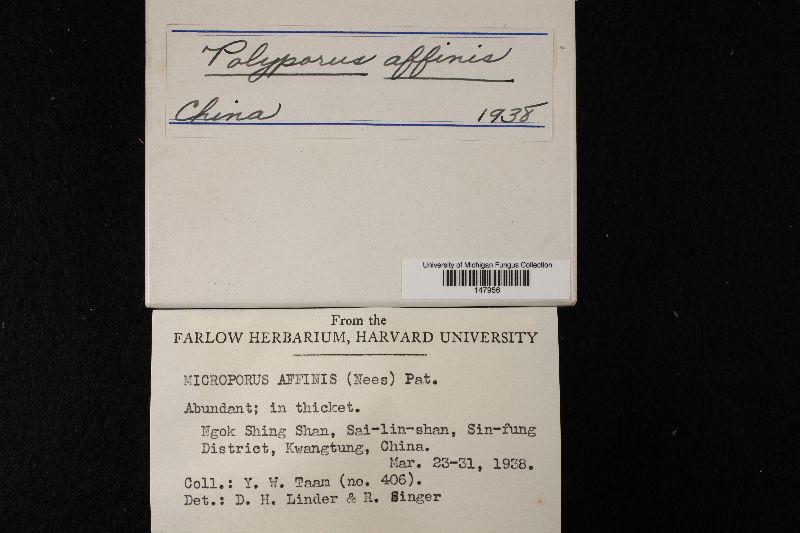 Polyporus affinis
China 1938
University of Michigan Fungus Collection
147956
From the
FARLOW HERBARIUM, HARVARD UNIVERSITY
MICROPORUS AFFINIS (Nees) Pat.
Abundant; in thicket.
Ngok Shing Shan, Sai-lin-shan, Sin-fung
District, Kwangtung, China.
Mar. 23-31, 1938.
Coll.: Y. W. Taam (no. 406).
Det.: D. H. Linder & R. Singer